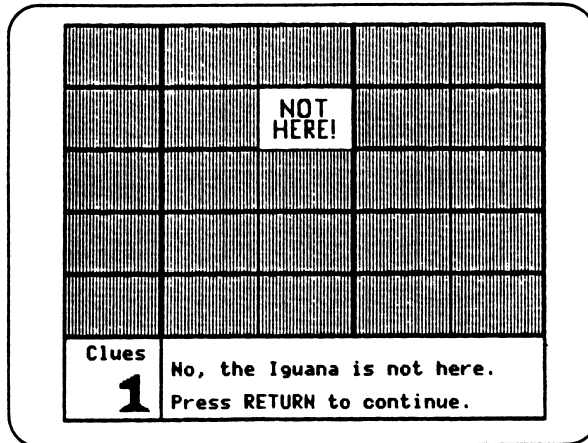 NOT
HERE!
Clues
1
No, the Iguana is not here.
Press RETURN to continue.